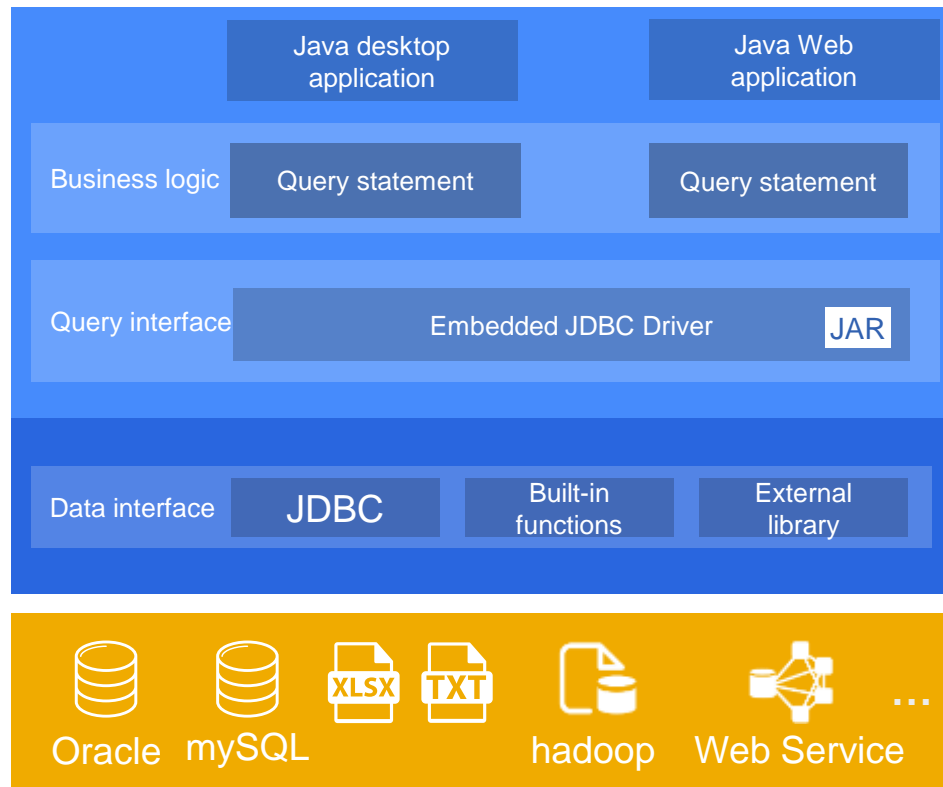 Java desktop
application
Java Web
application
Business logic
Query statement
Query statement
Query interface
Embedded JDBC Driver
JAR
Data interface
JDBC
Built-in
functions
External
library
XLSX
TXT
...
Oracle
mySQL
hadoop
Web Service